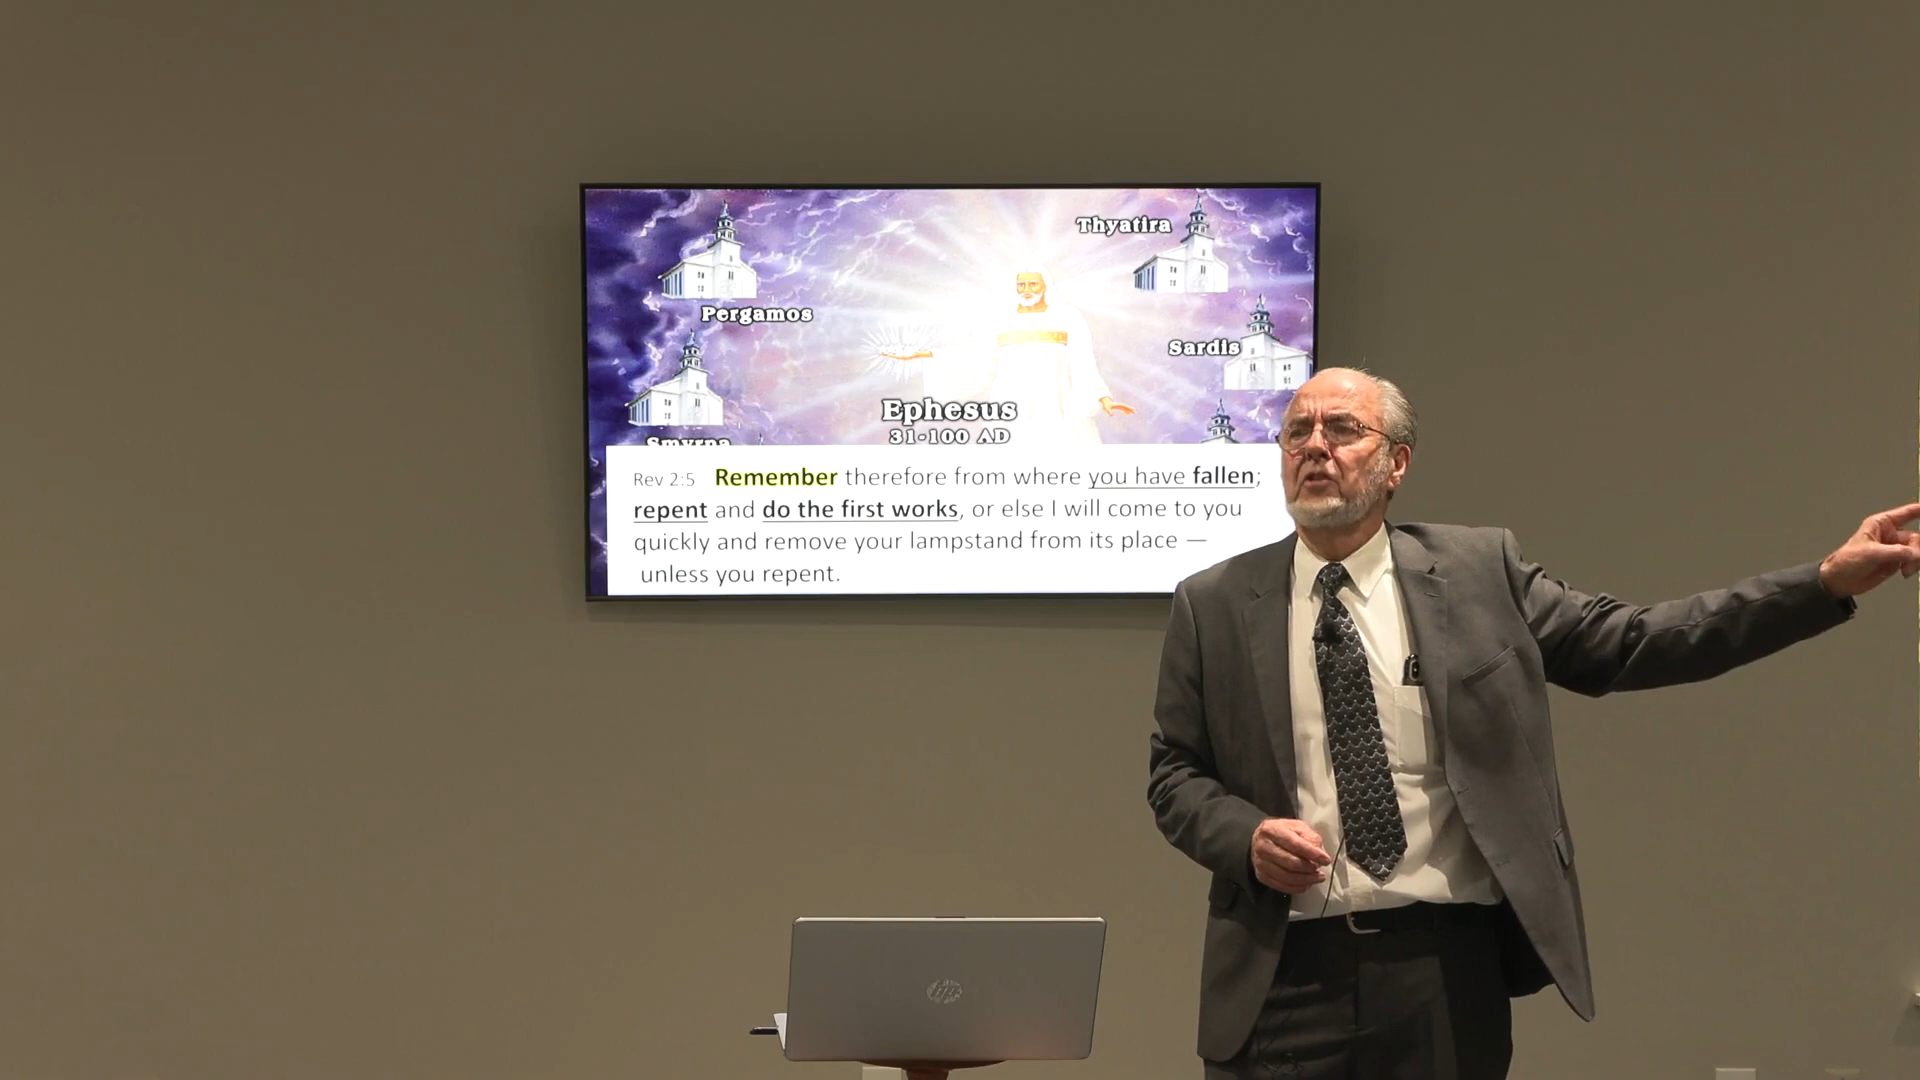 Thyatira
Pergamos
Sardis
Ephesus
31-100 AD
Smyrna
Rev 2:5 Remember therefore from where you have fallen;
repent and do the first works, or else I will come to you
quickly and remove your lampstand from its place —
unless you repent.
hp